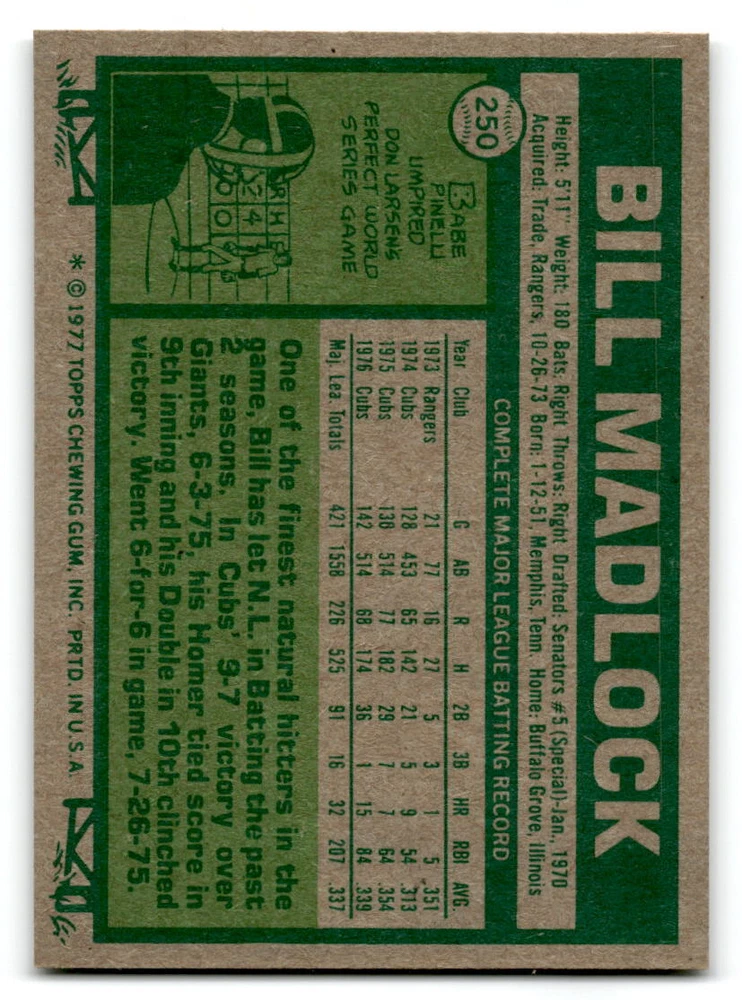 250
BILL MADLOCK
Height: 5'11" Weight: 180 Bats: Right Throws: Right Drafted: Senators #5 (Special)-Jan., 1970
Acquired: Trade, Rangers, 10-26-73 Born: 1-12-51, Memphis, Tenn. Home: Buffalo Grove, Illinois
COMPLETE MAJOR LEAGUE BATTING RECORD
Year Club G AB R H 2B 3B HR RBI AVG.
1973 Rangers 21 77 16 27 5 3 1 5 .351
1974 Cubs 128 453 65 142 21 5 9 54 .313
1975 Cubs 130 514 77 182 29 7 7 64 .354
1976 Cubs 142 514 68 174 36 1 15 84 .339
Maj. Lea. Totals 421 1558 226 525 91 16 32 207 .337
BABE
PINELLI
UMPIRED
DON LARSEN'S
PERFECT WORLD
SERIES GAME
R H
2 4
0 0
One of the finest natural hitters in the
game, Bill has let N.L. in Batting the past
2 seasons. In Cubs' 9-7 victory over
Giants, 6-3-75, his Homer tied score in
9th inning and his Double in 10th clinched
victory. Went 6-for-6 in game, 7-26-75.
* © 1977 TOPPS CHEWING GUM, INC. PRTD. IN U.S.A.